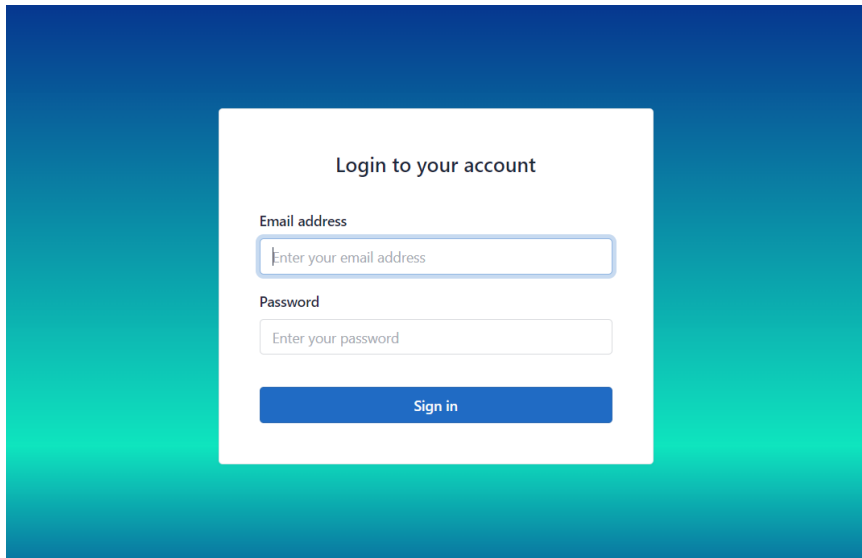 Login to your account
Email address
Enter your email address
Password
Enter your password
Sign in